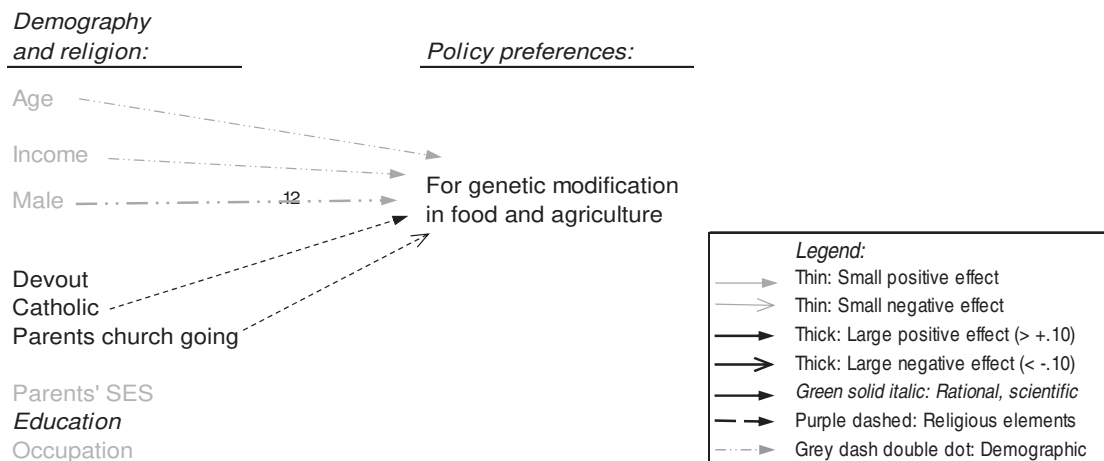 Demography
and religion:
Policy preferences:
Age
Income
Male
.12
For genetic modification
in food and agriculture
Devout
Catholic
Parents church going
Parents' SES
Education
Occupation
Legend:
Thin: Small positive effect
Thin: Small negative effect
Thick: Large positive effect (> +.10)
Thick: Large negative effect (< -.10)
Green solid italic: Rational, scientific
Purple dashed: Religious elements
Grey dash double dot: Demographic